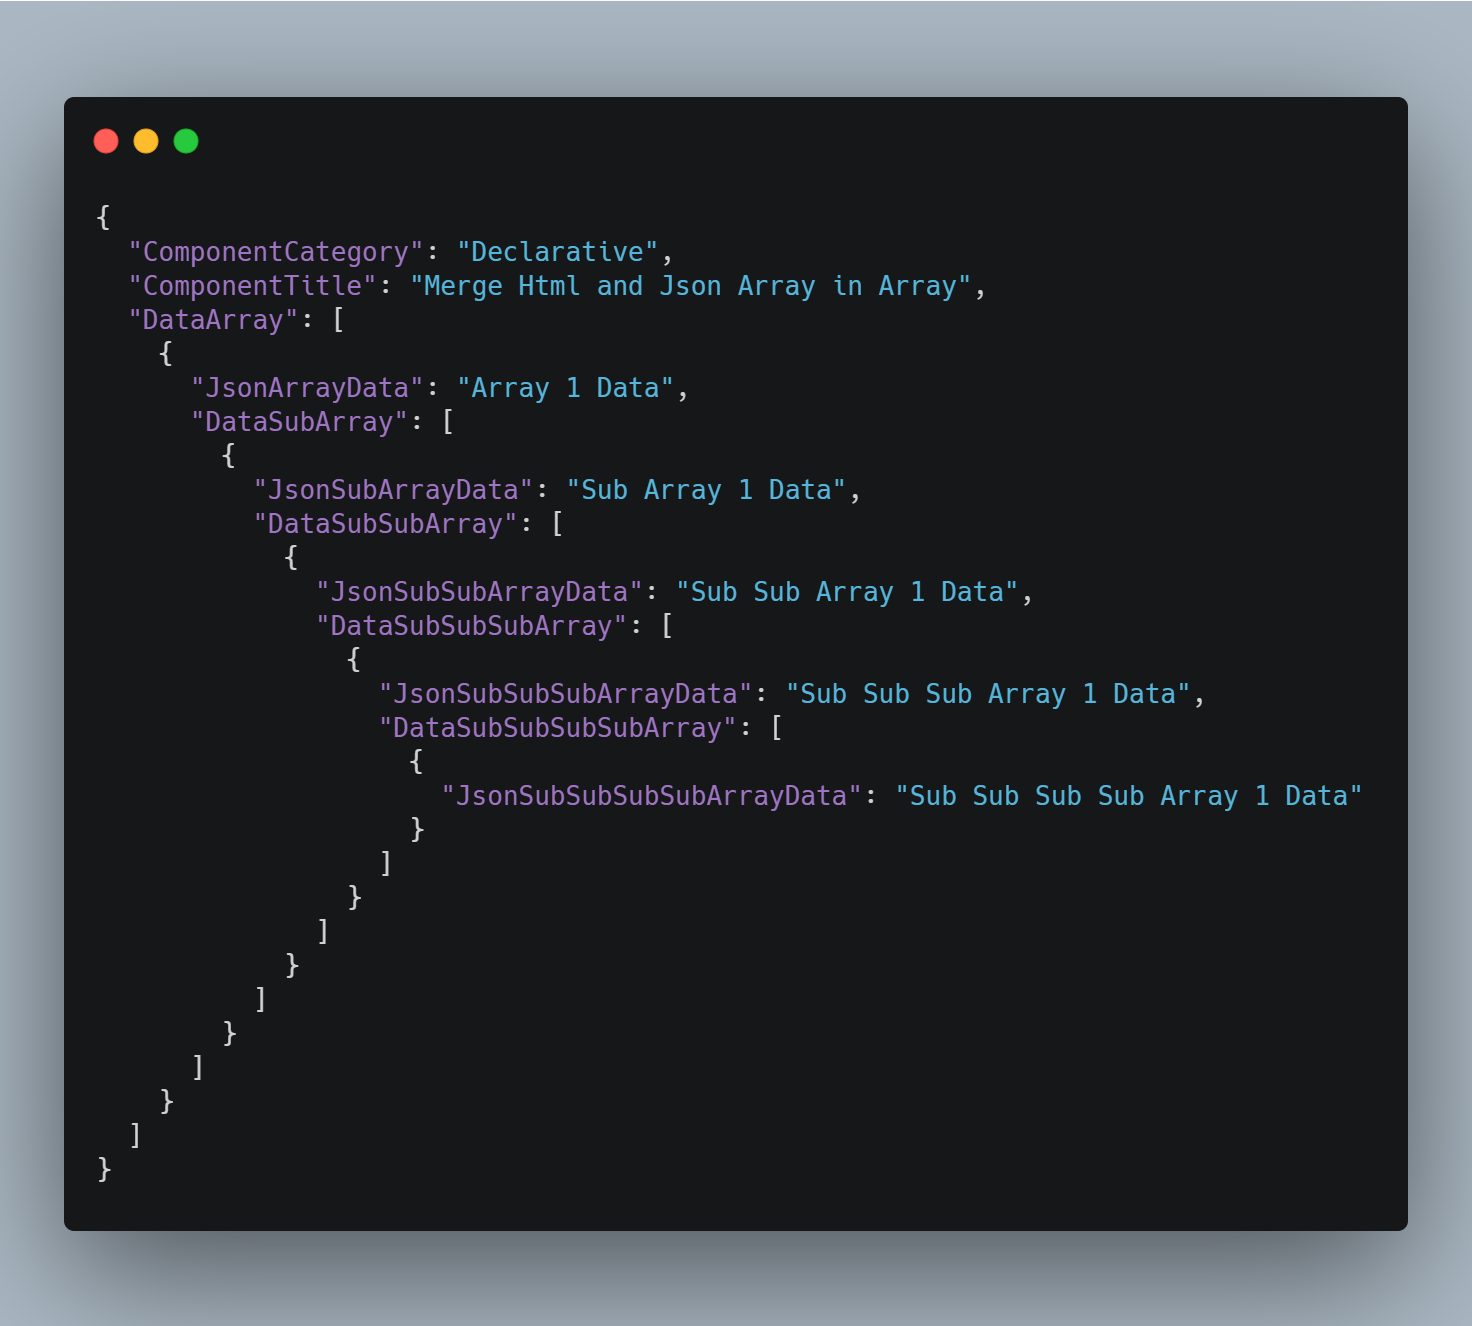 {
  "ComponentCategory": "Declarative",
  "ComponentTitle": "Merge Html and Json Array in Array",
  "DataArray": [
    {
      "JsonArrayData": "Array 1 Data",
      "DataSubArray": [
        {
          "JsonSubArrayData": "Sub Array 1 Data",
          "DataSubSubArray": [
            {
              "JsonSubSubArrayData": "Sub Sub Array 1 Data",
              "DataSubSubSubArray": [
                {
                  "JsonSubSubSubArrayData": "Sub Sub Sub Array 1 Data",
                  "DataSubSubSubSubArray": [
                    {
                      "JsonSubSubSubSubArrayData": "Sub Sub Sub Sub Array 1 Data"
                    }
                  ]
                }
              ]
            }
          ]
        }
      ]
    }
  ]
}